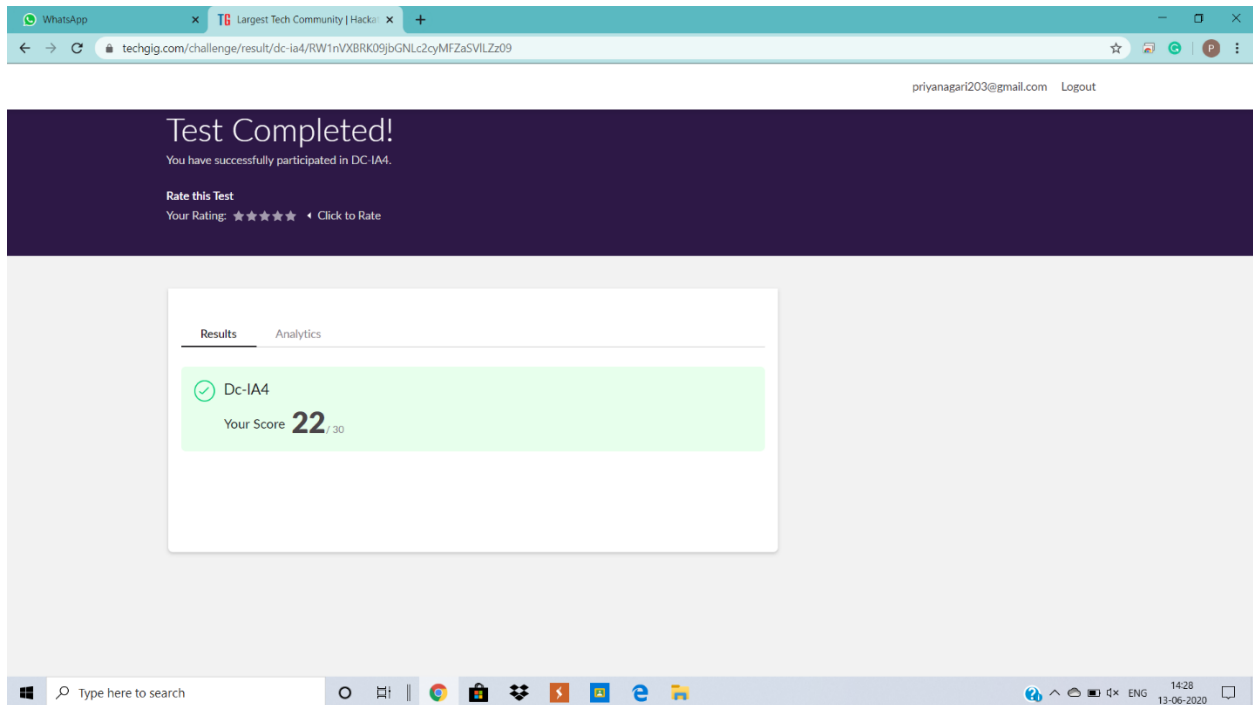 WhatsApp
TG Largest Tech Community | Hacka
techgig.com/challenge/result/dc-ia4/RW1nVXBRK09jbGNLc2cyMFZaSVlLZz09
priyanagari203@gmail.com Logout
Test Completed!
You have successfully participated in DC-IA4.
Rate this Test
Your Rating: Click to Rate
Results Analytics
Dc-IA4
Your Score 22 / 30
Type here to search
ENG
14:28
13-06-2020